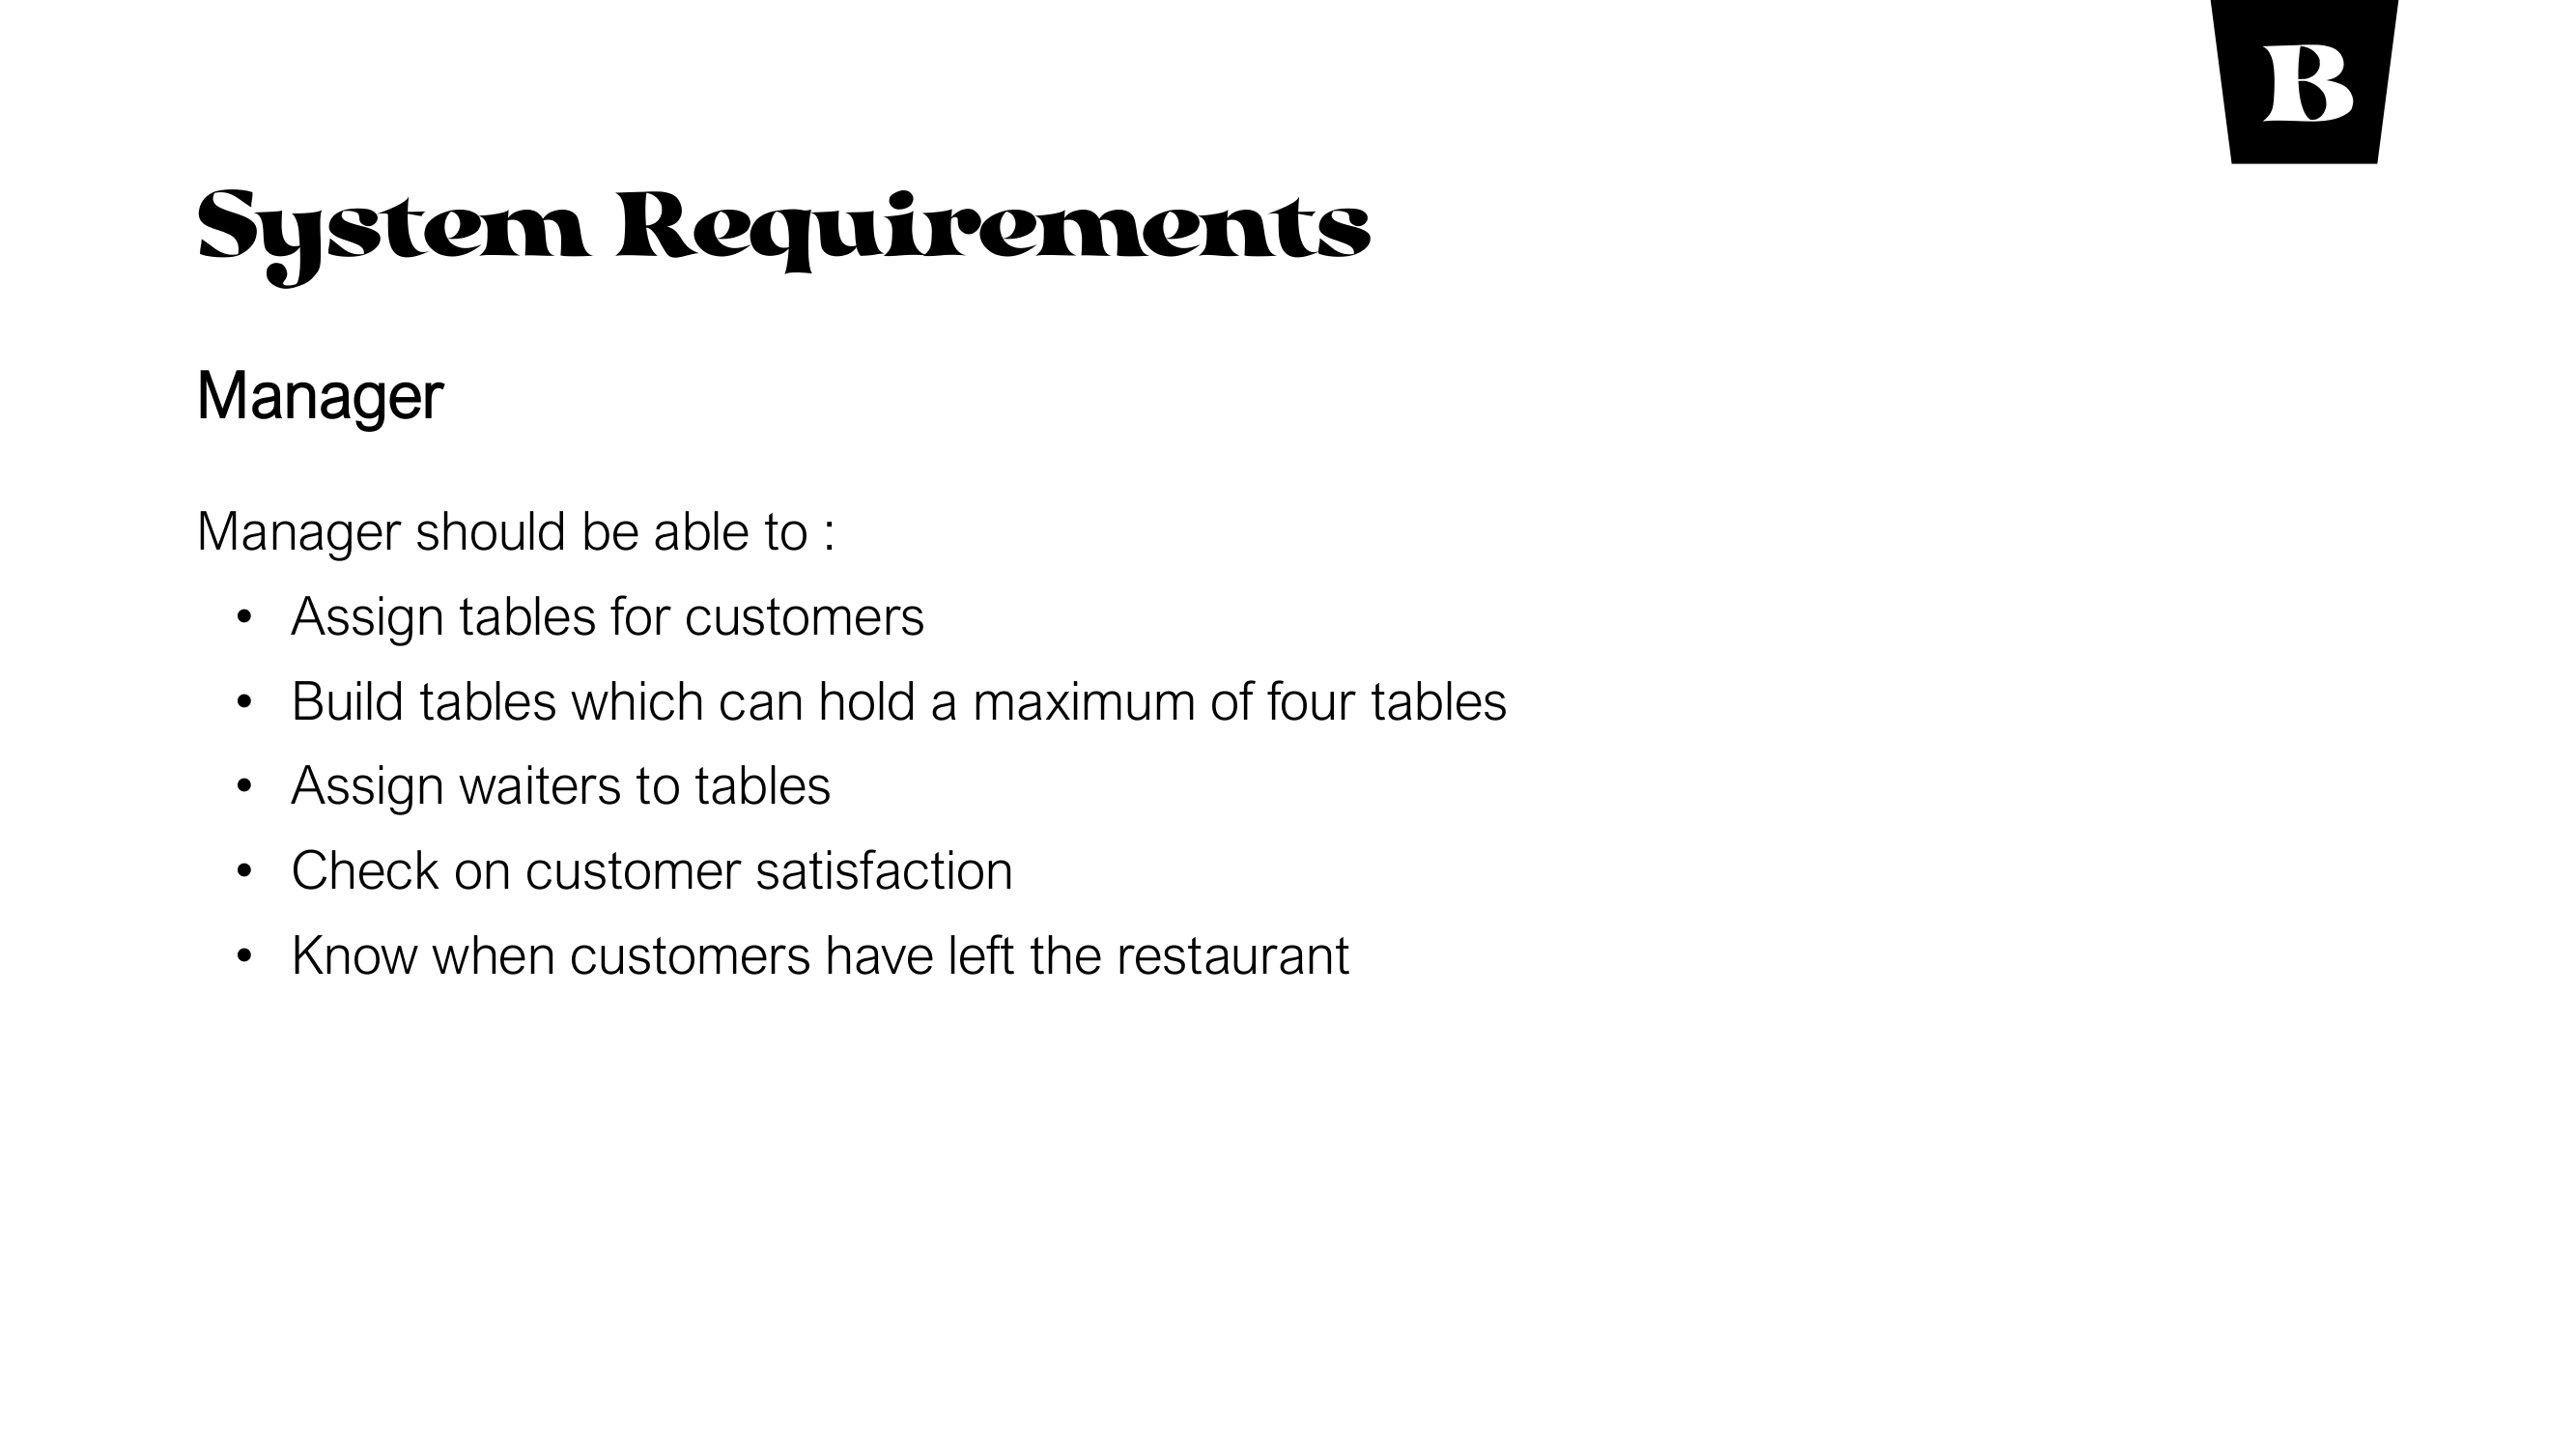 B
System Requirements
Manager
Manager should be able to :
• Assign tables for customers
• Build tables which can hold a maximum of four tables
• Assign waiters to tables
• Check on customer satisfaction
• Know when customers have left the restaurant